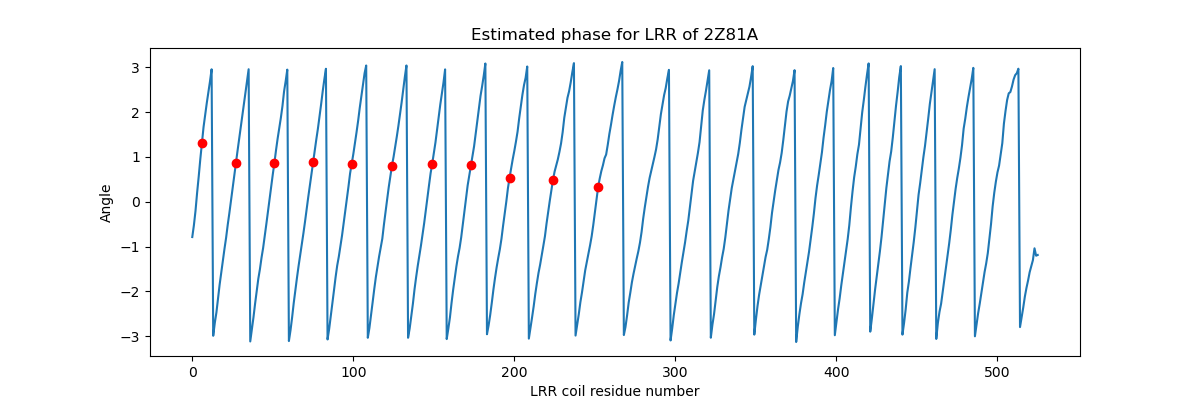 Estimated phase for LRR of 2Z81A
3
2
1
0
−1
−2
−3
Angle
0 100 200 300 400 500
LRR coil residue number